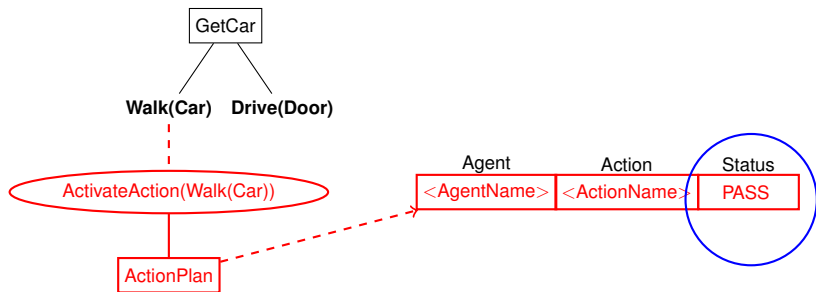 GetCar
Walk(Car) Drive(Door)
Agent Action Status
ActivateAction(Walk(Car)) <AgentName> <ActionName> PASS
ActionPlan